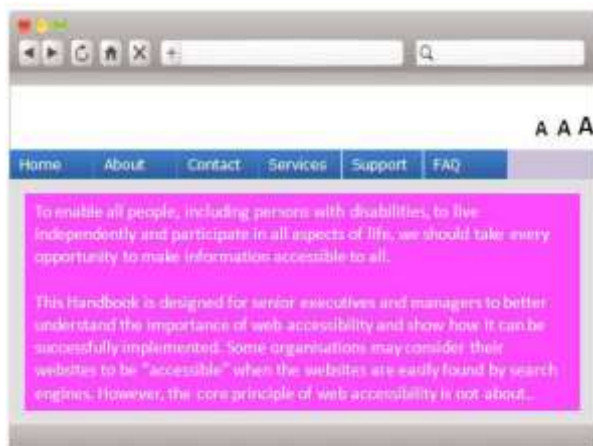 A A A
Home About Contact Services Support FAQ
To enable all people, including persons with disabilities, to live
independently and participate in all aspects of life, we should take every
opportunity to make information accessible to all.
This Handbook is designed for senior executives and managers to better
understand the importance of web accessibility and show how it can be
successfully implemented. Some organisations may consider their
websites to be "accessible" when the websites are easily found by search
engines. However, the core principle of web accessibility is not about...